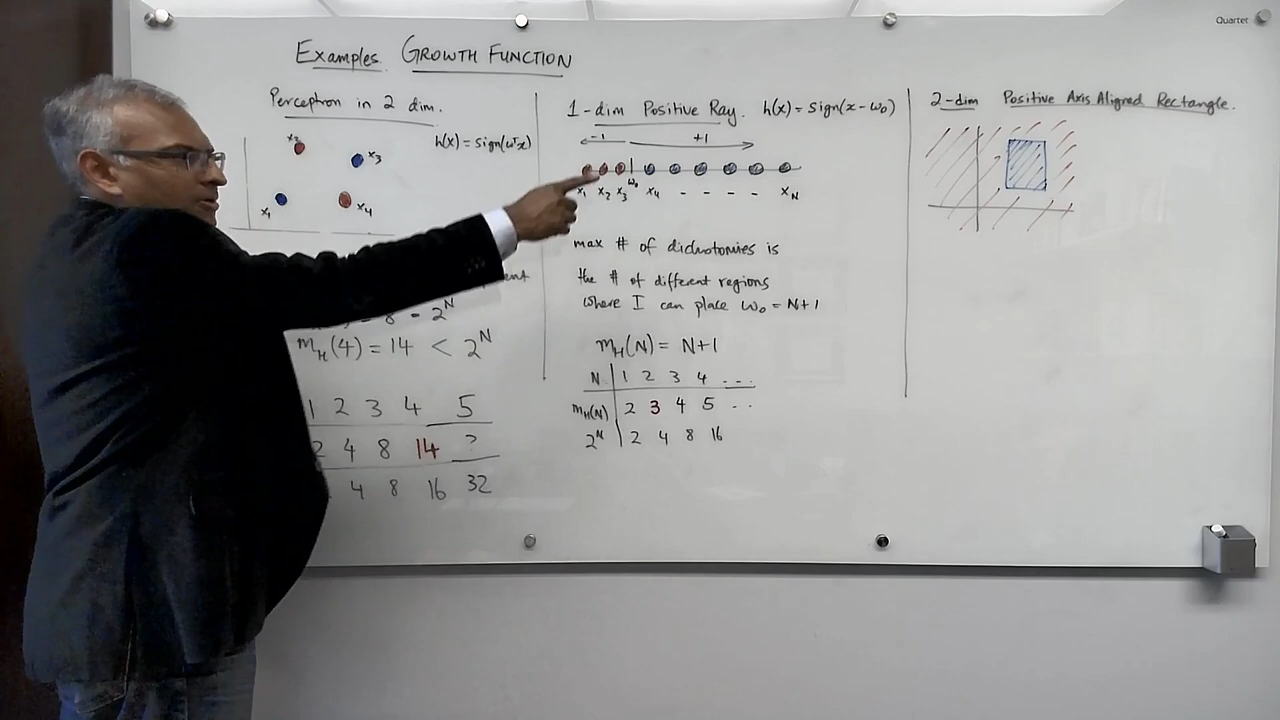 Quartet
Examples. GROWTH FUNCTION
Perceptron in 2 dim.
h(x) = sign(wᵀx)
x₂
x₃
x₁
x₄
8 = 2ᴺ
m_H(4) = 14 < 2ᴺ
1 2 3 4 5
2 4 8 14 ?
4 8 16 32
1-dim Positive Ray. h(x) = sign(x-w₀)
-1 +1
w₀
x₁ x₂ x₃ x₄ - - - - x_N
max # of dichotomies is
the # of different regions
where I can place w₀ = N+1
m_H(N) = N+1
N 1 2 3 4 ...
m_H(N) 2 3 4 5 ..
2ᴺ 2 4 8 16
2-dim Positive Axis Aligned Rectangle.